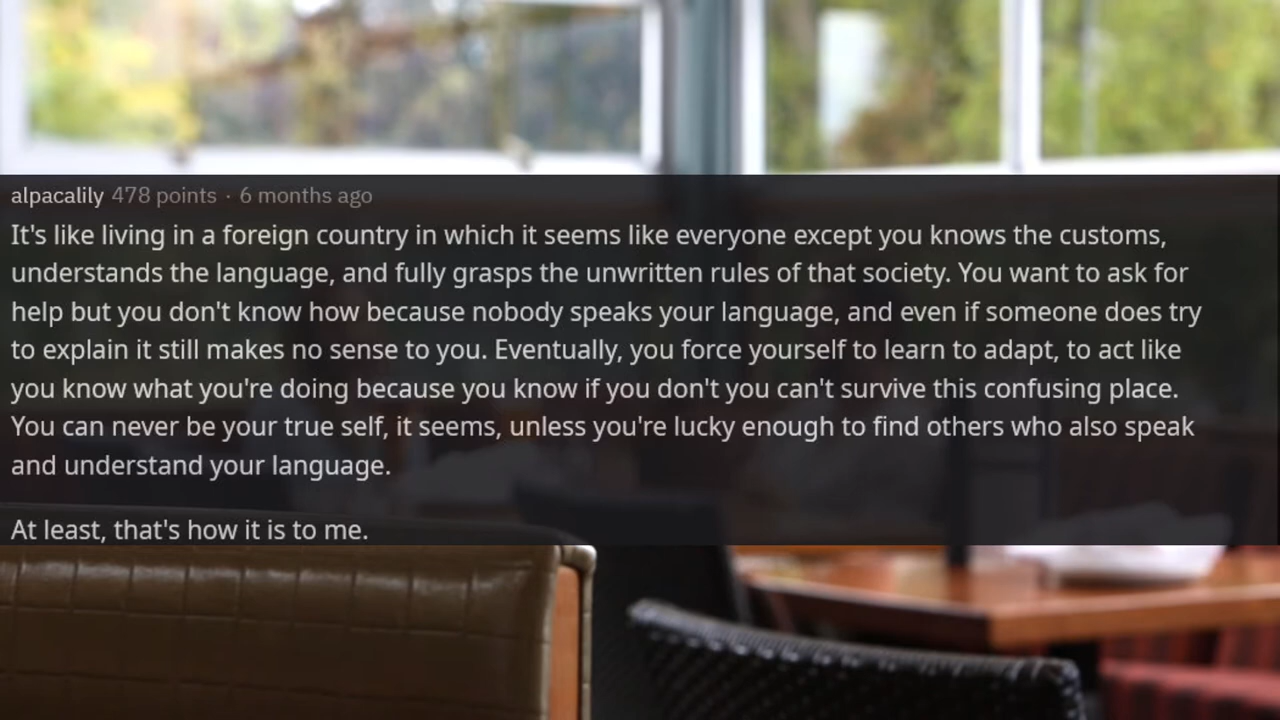 alpacalily 478 points · 6 months ago
It's like living in a foreign country in which it seems like everyone except you knows the customs,
understands the language, and fully grasps the unwritten rules of that society. You want to ask for
help but you don't know how because nobody speaks your language, and even if someone does try
to explain it still makes no sense to you. Eventually, you force yourself to learn to adapt, to act like
you know what you're doing because you know if you don't you can't survive this confusing place.
You can never be your true self, it seems, unless you're lucky enough to find others who also speak
and understand your language.
At least, that's how it is to me.